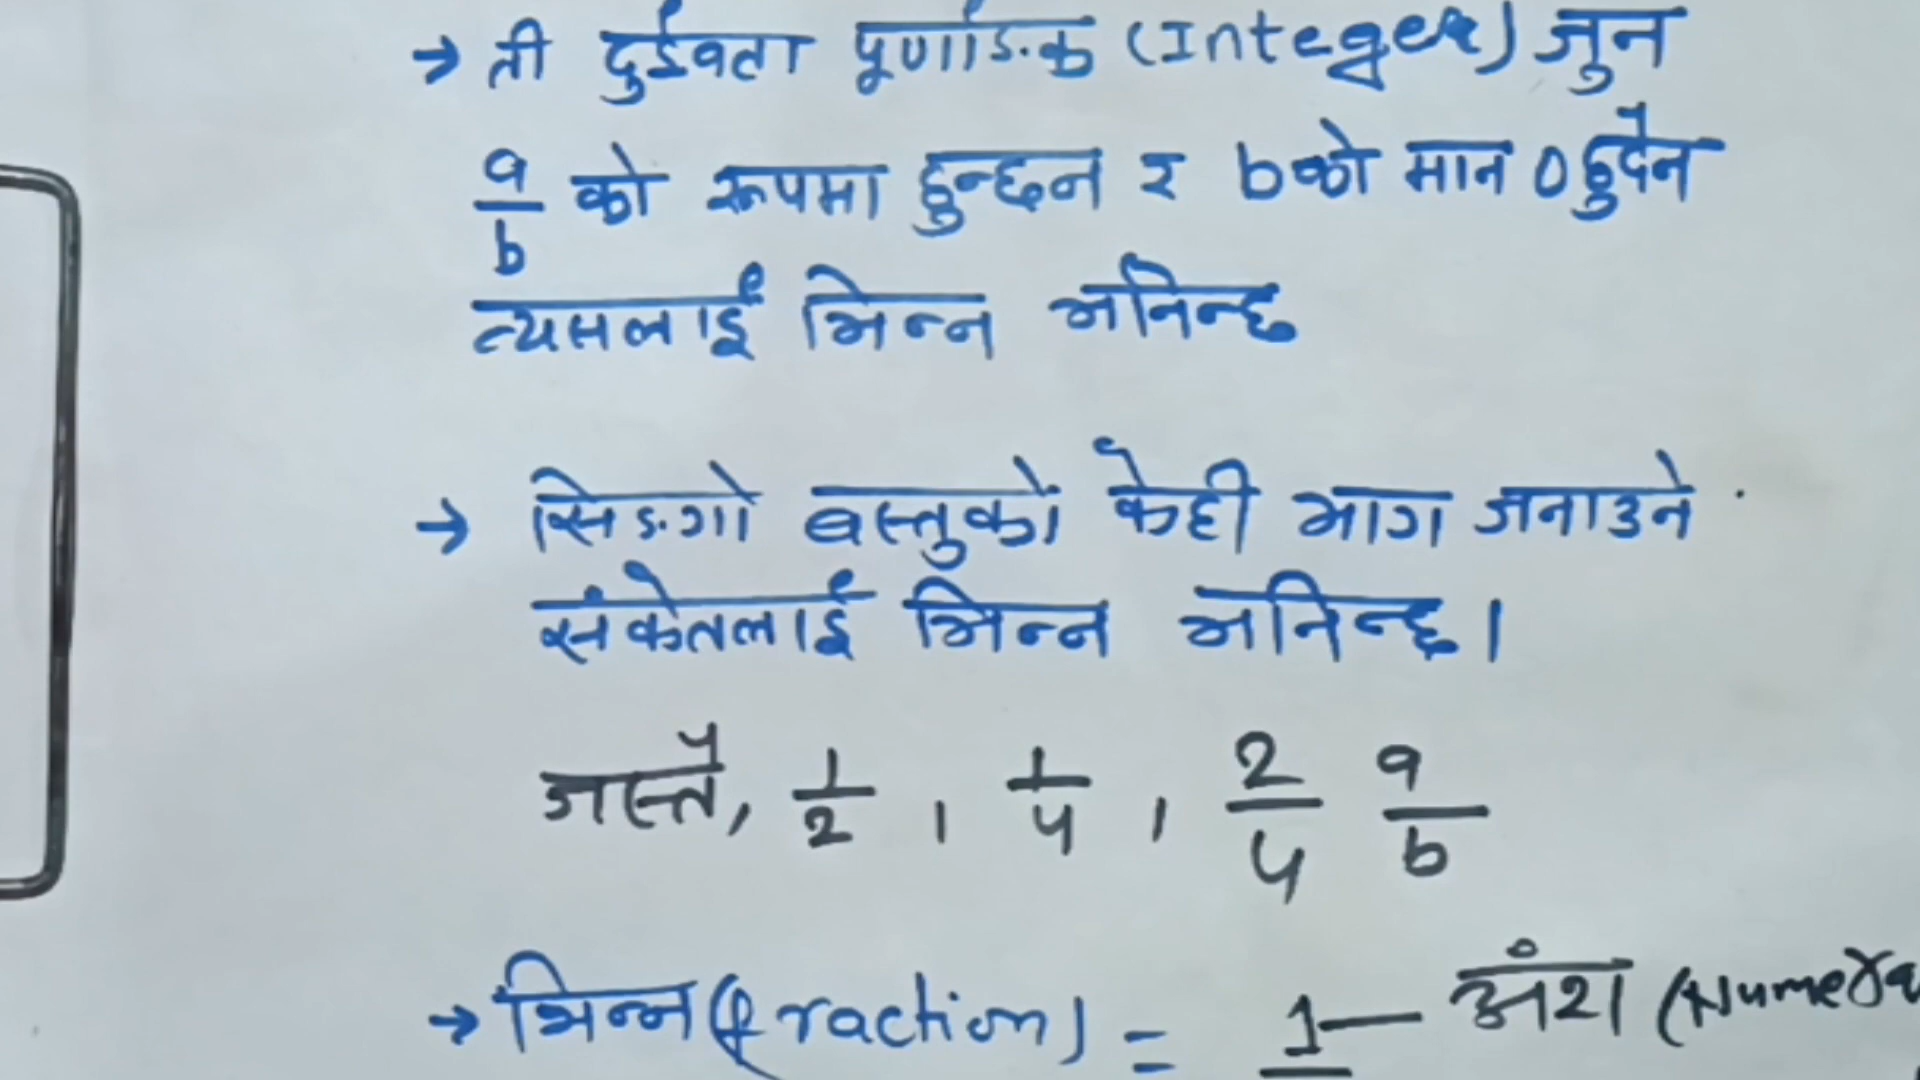 → ती दुईवटा पूर्णाङ्क (Integer) जुन
a/b को रूपमा हुन्छन र b को मान 0 हुदैन
त्यसलाई भिन्न भनिन्छ
→ सिङ्गो वस्तुको केही भाग जनाउने
संकेतलाई भिन्न भनिन्छ।
जस्तै, 1/2, 1/4, 2/4 a/b
→ भिन्न (fraction) = 1 — अंश (Numera